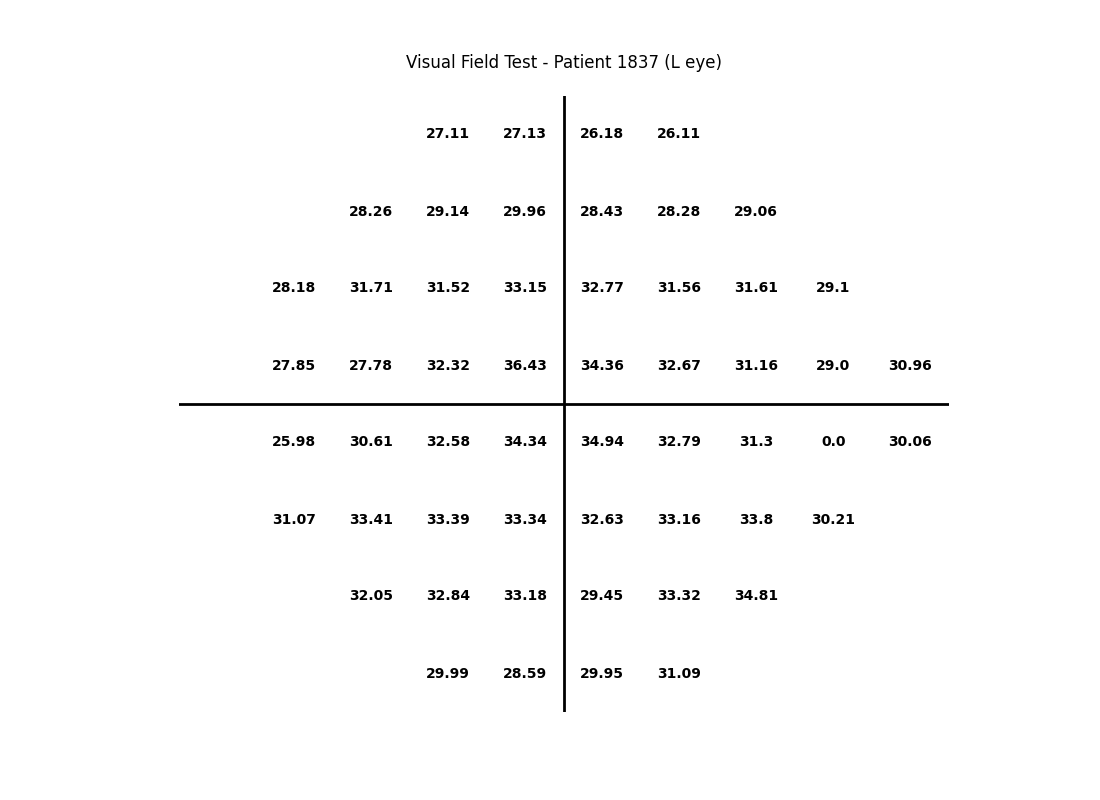 Visual Field Test - Patient 1837 (L eye)
27.11 27.13 26.18 26.11
28.26 29.14 29.96 28.43 28.28 29.06
28.18 31.71 31.52 33.15 32.77 31.56 31.61 29.1
27.85 27.78 32.32 36.43 34.36 32.67 31.16 29.0 30.96
25.98 30.61 32.58 34.34 34.94 32.79 31.3 0.0 30.06
31.07 33.41 33.39 33.34 32.63 33.16 33.8 30.21
32.05 32.84 33.18 29.45 33.32 34.81
29.99 28.59 29.95 31.09